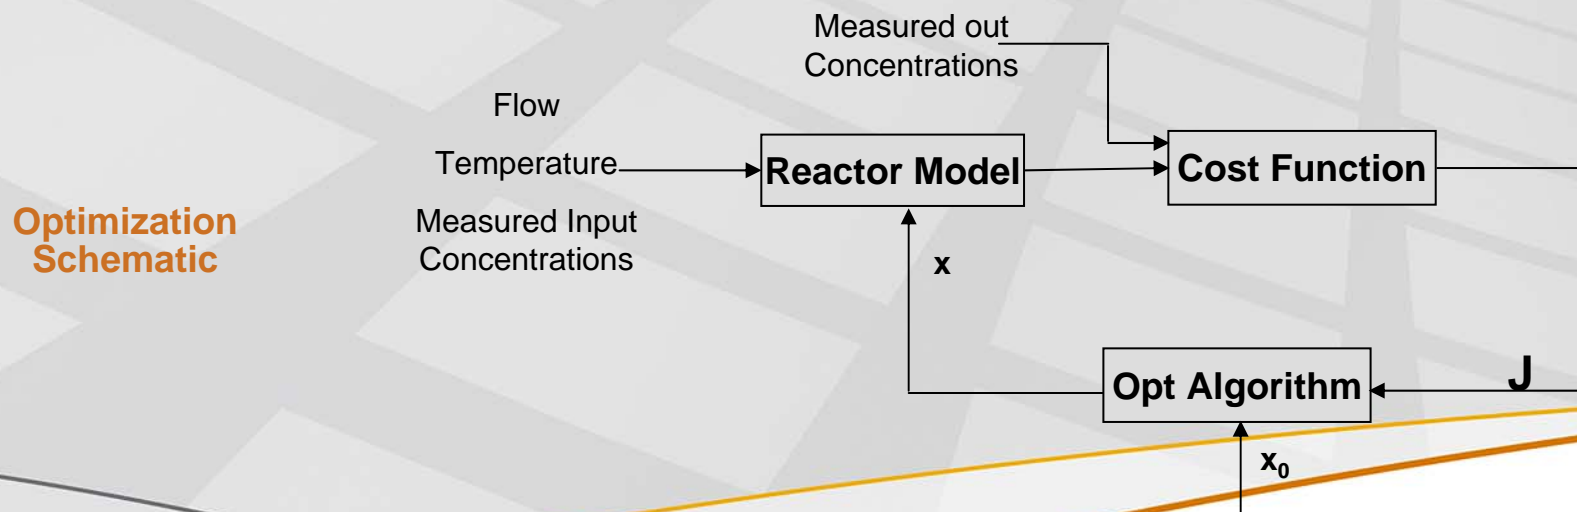 Measured out
Concentrations
Flow
Temperature
Reactor Model
Cost Function
Optimization
Schematic
Measured Input
Concentrations
x
Opt Algorithm
J
x₀